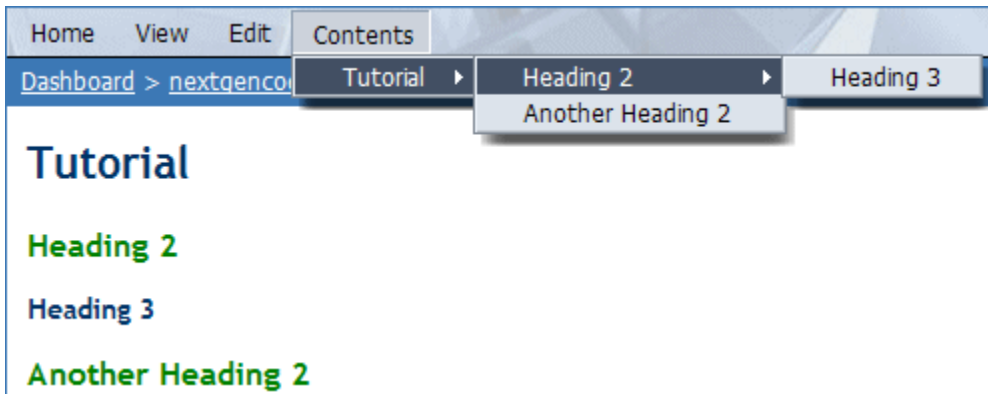 Home View Edit Contents
Dashboard > nextgenco
Tutorial Heading 2 Heading 3
Another Heading 2
Tutorial
Heading 2
Heading 3
Another Heading 2